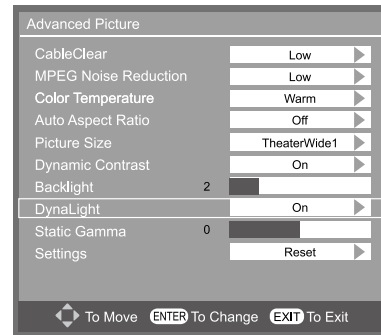 Advanced Picture
CableClear Low
MPEG Noise Reduction Low
Color Temperature Warm
Auto Aspect Ratio Off
Picture Size TheaterWide1
Dynamic Contrast On
Backlight 2
DynaLight On
Static Gamma 0
Settings Reset
To Move ENTER To Change EXIT To Exit